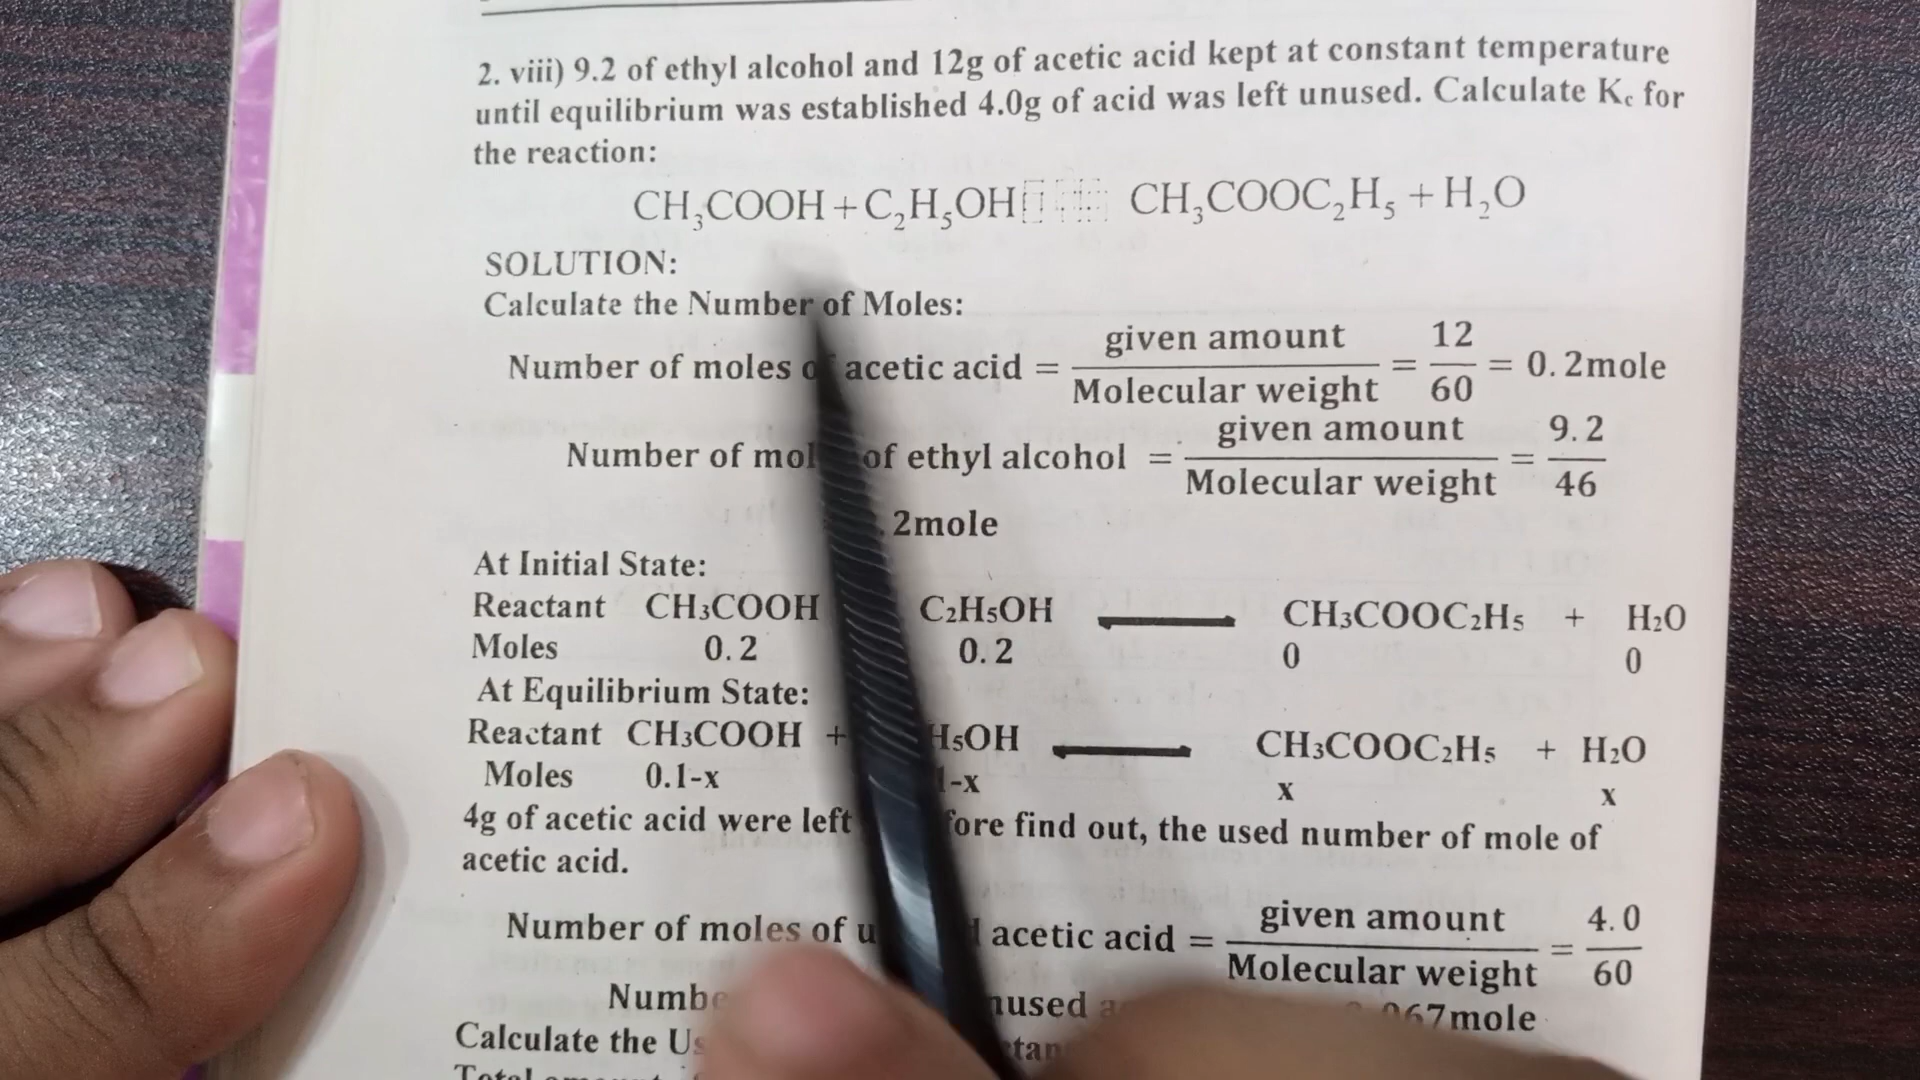 2. viii) 9.2 of ethyl alcohol and 12g of acetic acid kept at constant temperature
until equilibrium was established 4.0g of acid was left unused. Calculate Kc for
the reaction:
CH₃COOH + C₂H₅OH CH₃COOC₂H₅ + H₂O
SOLUTION:
Calculate the Number of Moles:
Number of moles acetic acid = given amount / Molecular weight = 12 / 60 = 0.2mole
Number of of ethyl alcohol = given amount / Molecular weight = 9.2 / 46
2mole
At Initial State:
Reactant CH₃COOH C₂H₅OH CH₃COOC₂H₅ + H₂O
Moles 0.2 0.2 0 0
At Equilibrium State:
Reactant CH₃COOH + H₅OH CH₃COOC₂H₅ + H₂O
Moles 0.1-x -x x x
4g of acetic acid were left find out, the used number of mole of
acetic acid.
Number of moles of acetic acid = given amount / Molecular weight = 4.0 / 60
067mole
Calculate the